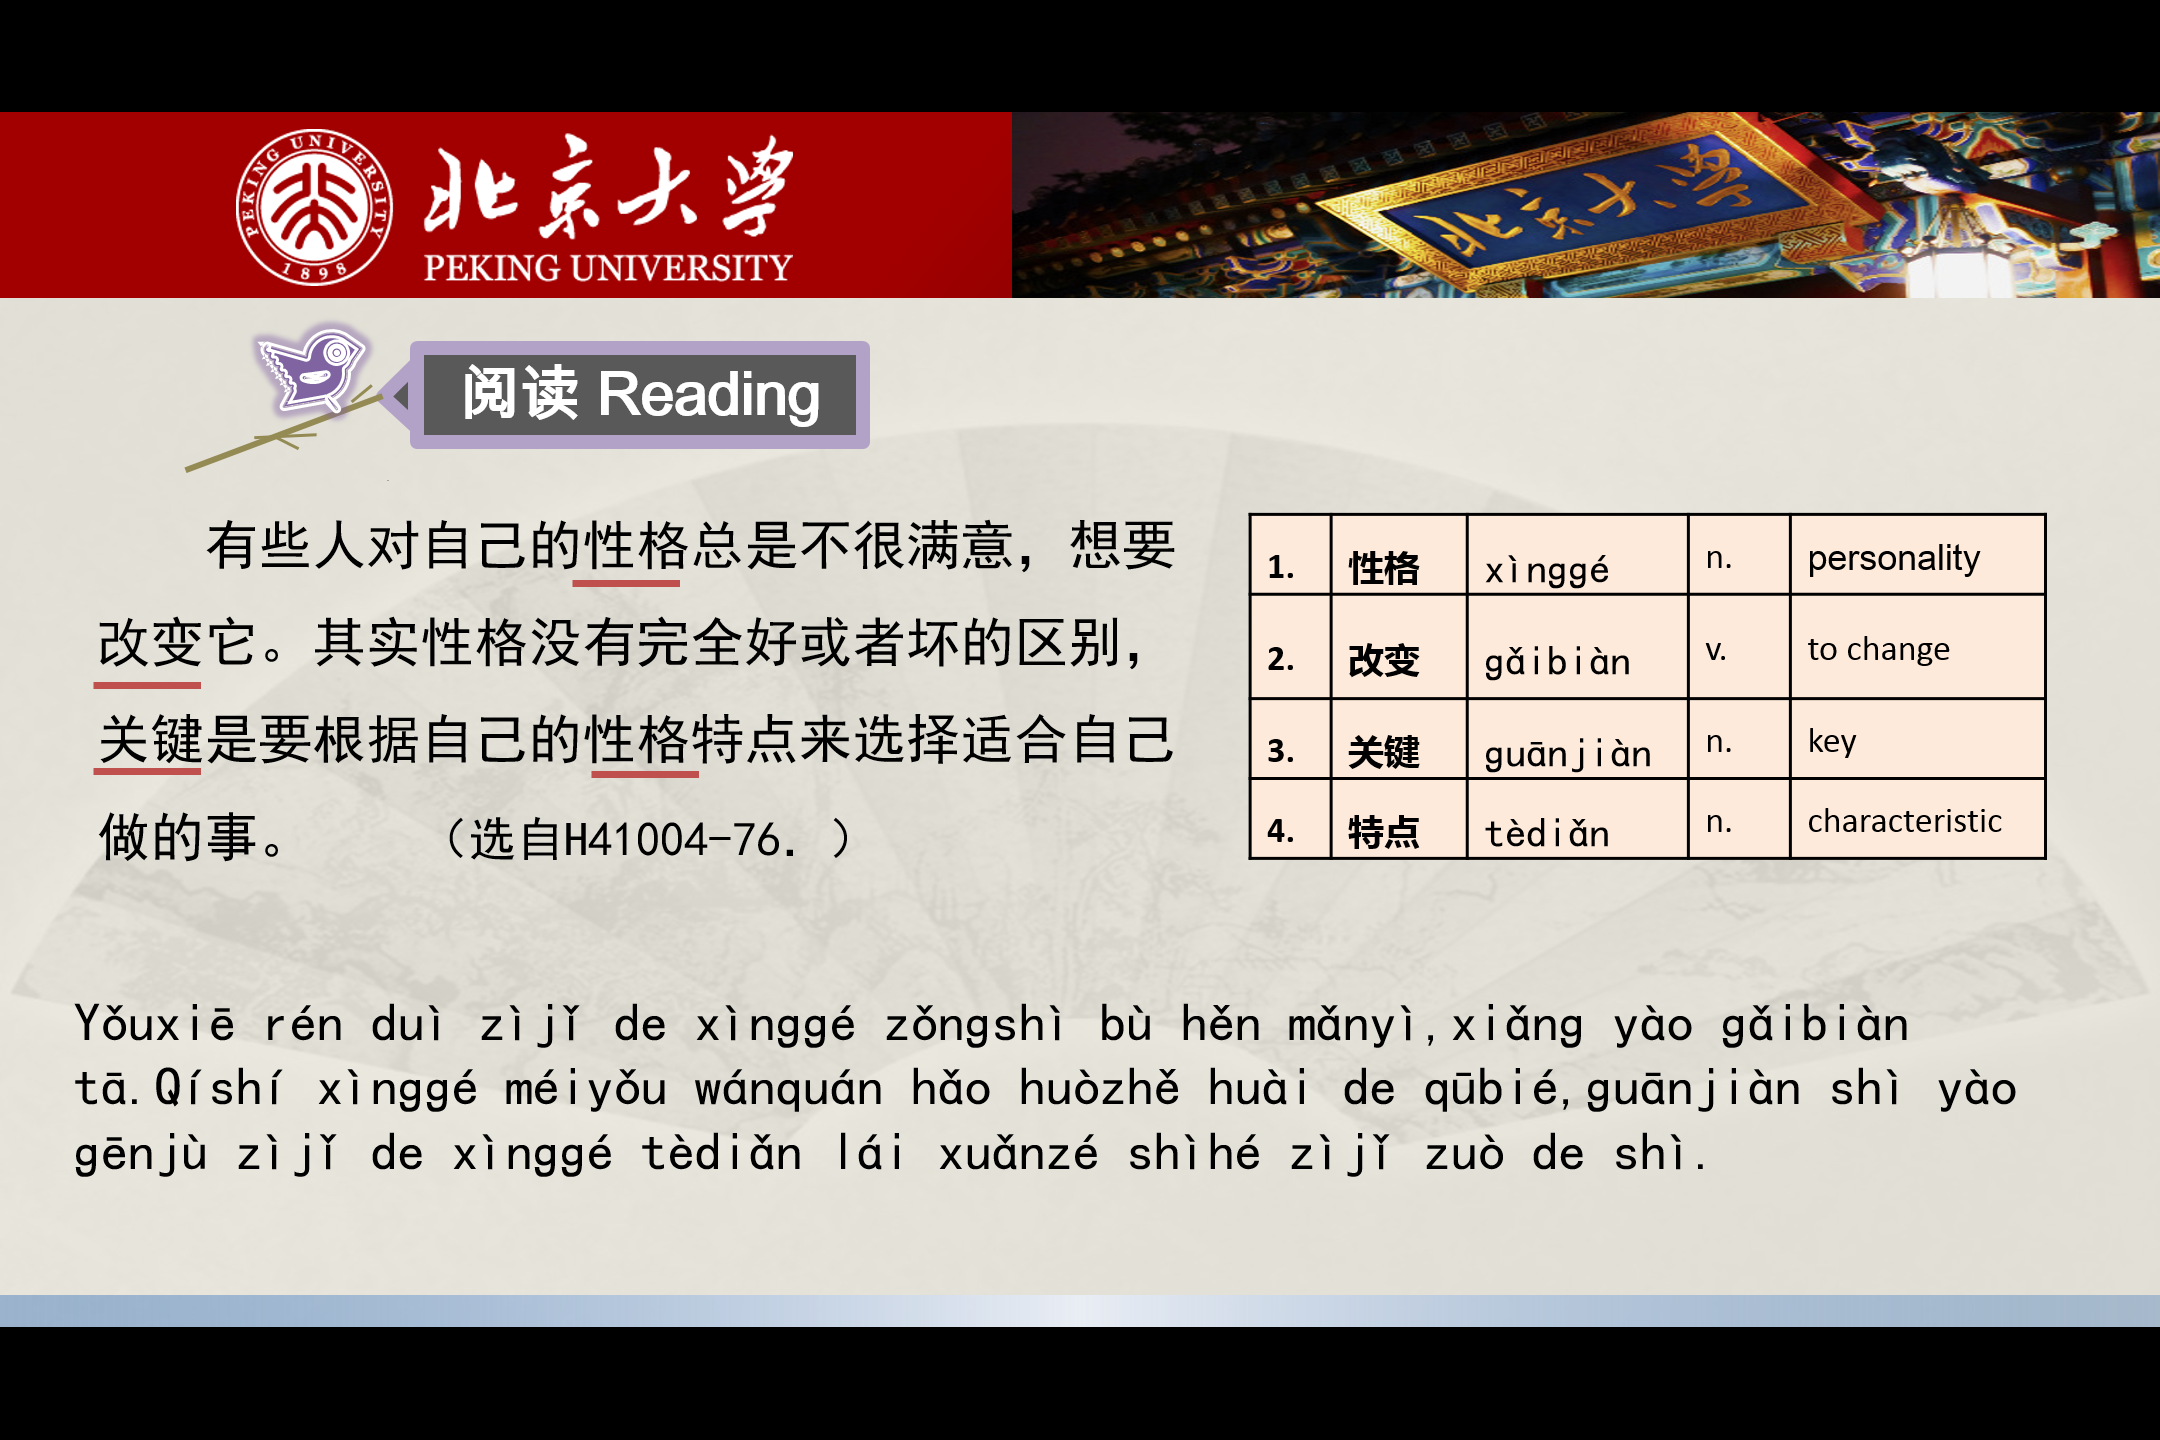 PEKING UNIVERSITY
1898
北京大学
PEKING UNIVERSITY
北京大学
阅读 Reading
有些人对自己的性格总是不很满意，想要
改变它。其实性格没有完全好或者坏的区别，
关键是要根据自己的性格特点来选择适合自己
做的事。 （选自H41004-76. ）
1. 性格 xìnggé n. personality
2. 改变 gǎibiàn v. to change
3. 关键 guānjiàn n. key
4. 特点 tèdiǎn n. characteristic
Yǒuxiē rén duì zìjǐ de xìnggé zǒngshì bù hěn mǎnyì,xiǎng yào gǎibiàn
tā.Qíshí xìnggé méiyǒu wánquán hǎo huòzhě huài de qūbié,guānjiàn shì yào
gēnjù zìjǐ de xìnggé tèdiǎn lái xuǎnzé shìhé zìjǐ zuò de shì.